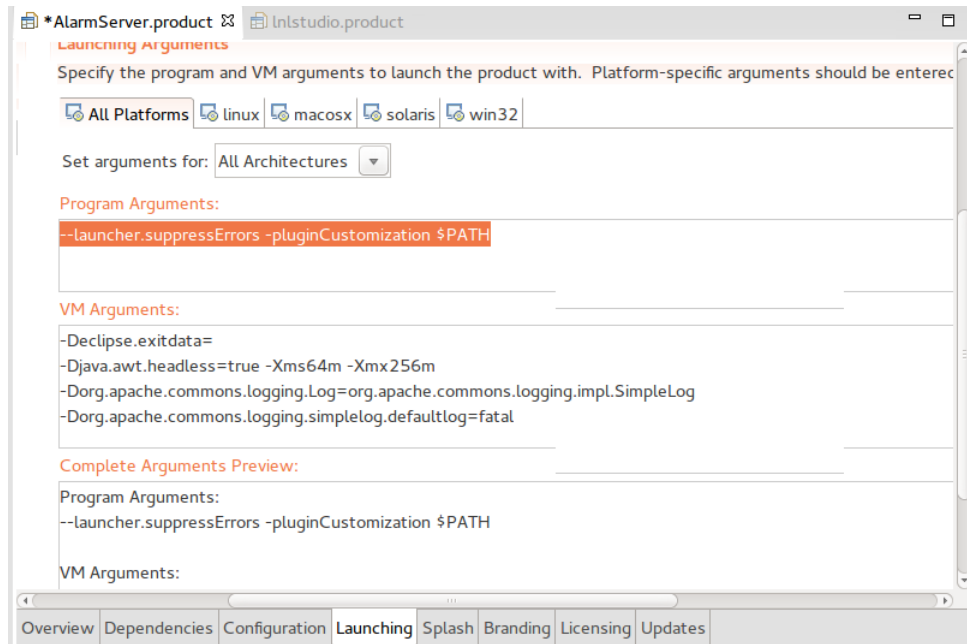 *AlarmServer.product
lnlstudio.product
Launching Arguments
Specify the program and VM arguments to launch the product with. Platform-specific arguments should be entered
All Platforms linux macosx solaris win32
Set arguments for: All Architectures
Program Arguments:
--launcher.suppressErrors -pluginCustomization $PATH
VM Arguments:
-Declipse.exitdata=
-Djava.awt.headless=true -Xms64m -Xmx256m
-Dorg.apache.commons.logging.Log=org.apache.commons.logging.impl.SimpleLog
-Dorg.apache.commons.logging.simplelog.defaultlog=fatal
Complete Arguments Preview:
Program Arguments:
--launcher.suppressErrors -pluginCustomization $PATH
VM Arguments:
Overview Dependencies Configuration Launching Splash Branding Licensing Updates